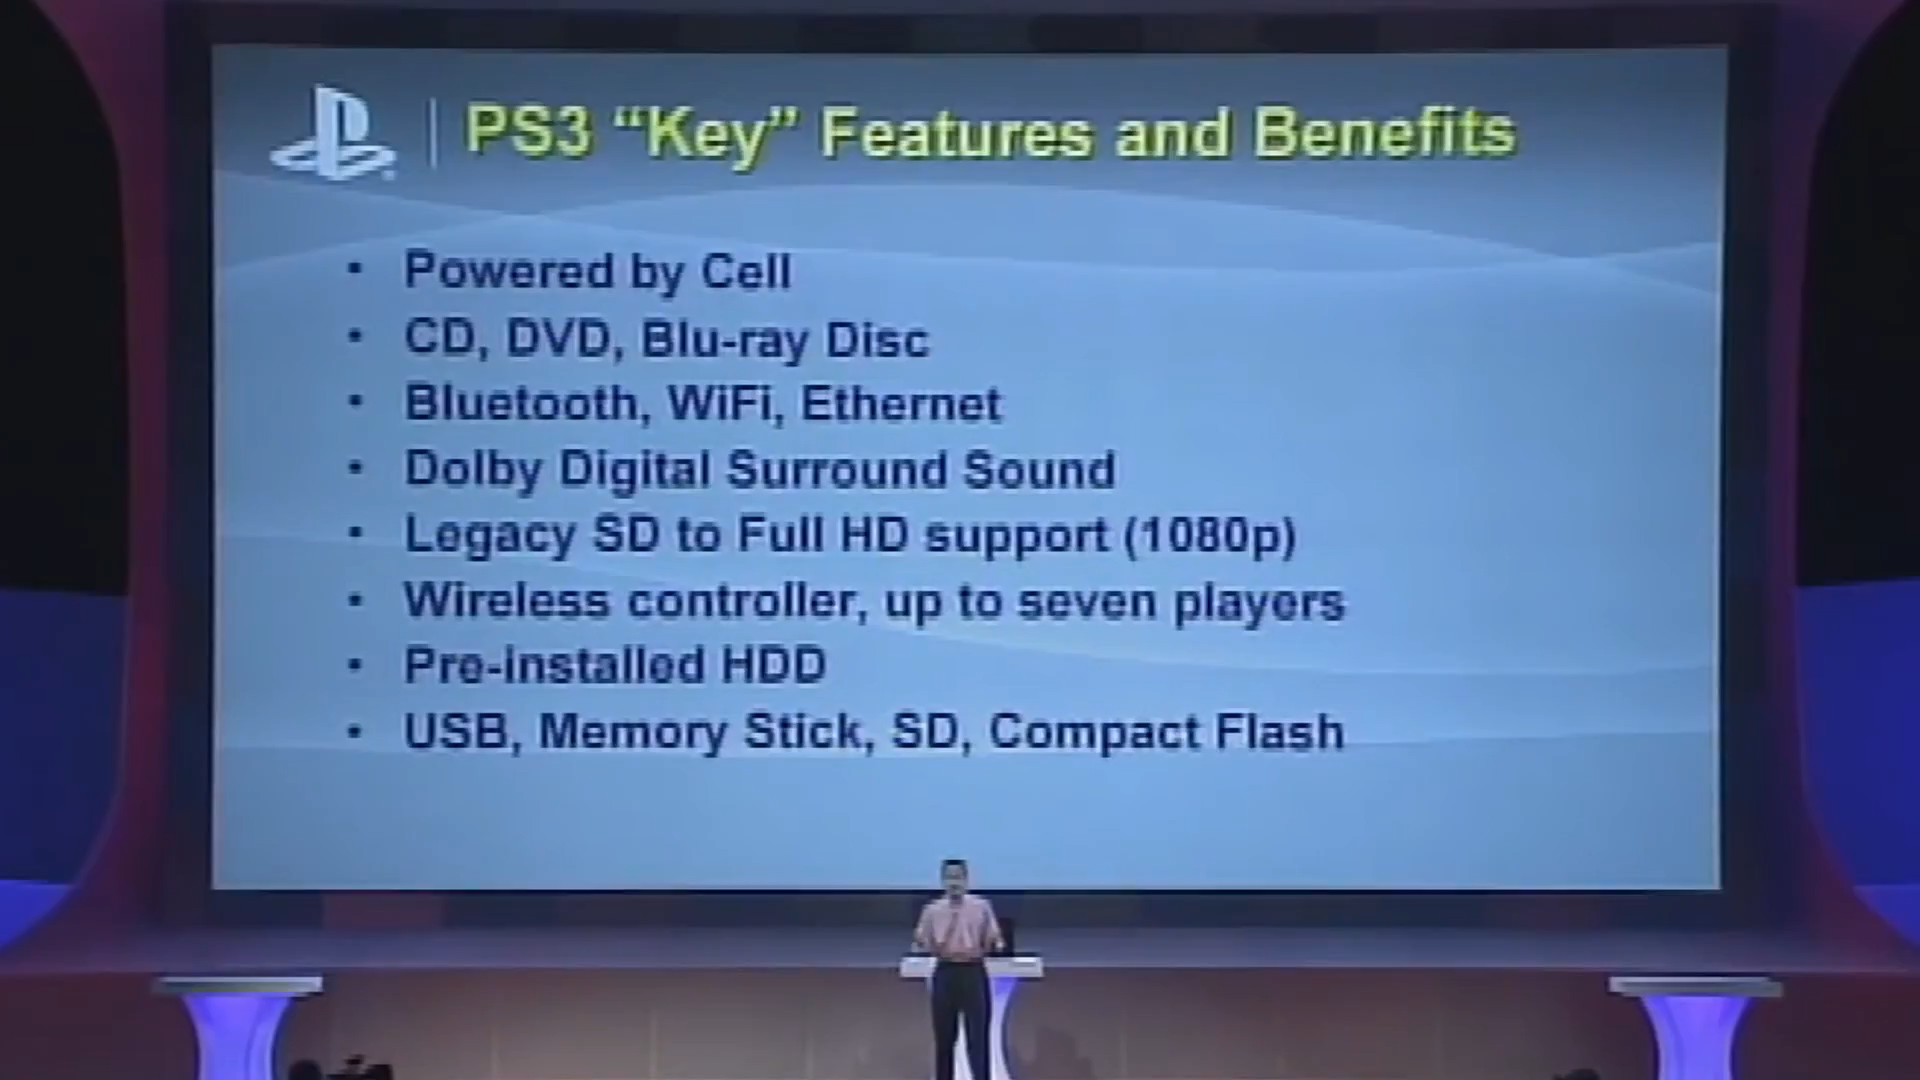 PS3 “Key” Features and Benefits
• Powered by Cell
• CD, DVD, Blu-ray Disc
• Bluetooth, WiFi, Ethernet
• Dolby Digital Surround Sound
• Legacy SD to Full HD support (1080p)
• Wireless controller, up to seven players
• Pre-installed HDD
• USB, Memory Stick, SD, Compact Flash